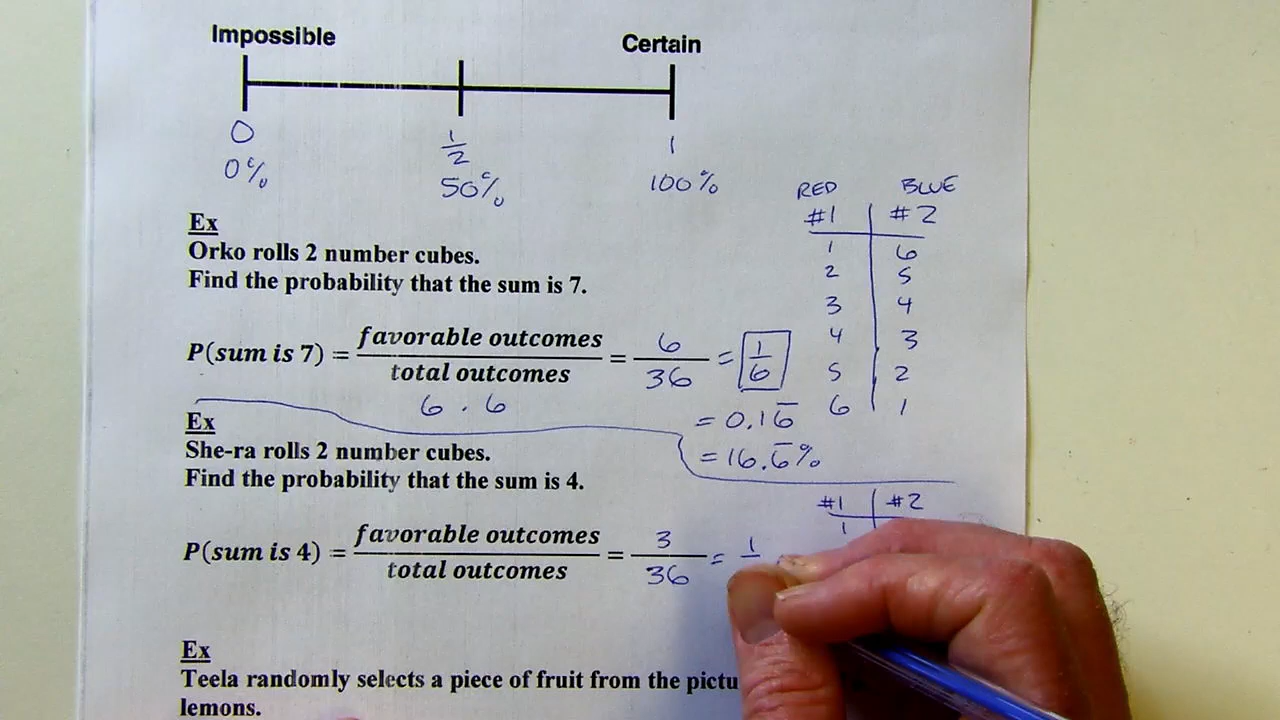 Impossible Certain
0 1/2 1
0% 50% 100%
RED BLUE
#1 #2
1 6
2 5
3 4
4 3
5 2
6 1
Ex
Orko rolls 2 number cubes.
Find the probability that the sum is 7.
P(sum is 7) = favorable outcomes / total outcomes = 6/36 = 1/6
6 . 6
= 0.16̅
= 16.6̅%
Ex
She-ra rolls 2 number cubes.
Find the probability that the sum is 4.
#1 #2
1
P(sum is 4) = favorable outcomes / total outcomes = 3/36 = 1
Ex
Teela randomly selects a piece of fruit from the
lemons.